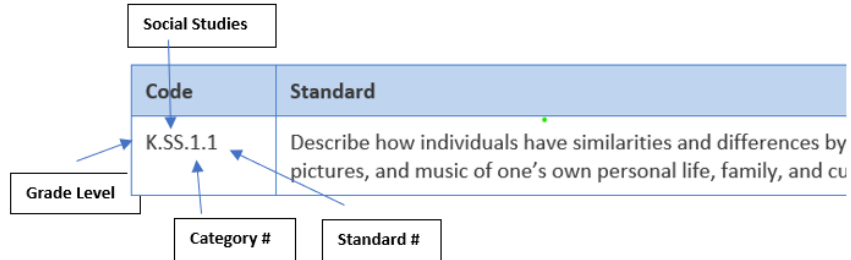 Social Studies
Code Standard
K.SS.1.1 Describe how individuals have similarities and differences by
pictures, and music of one's own personal life, family, and
Grade Level
Category # Standard #